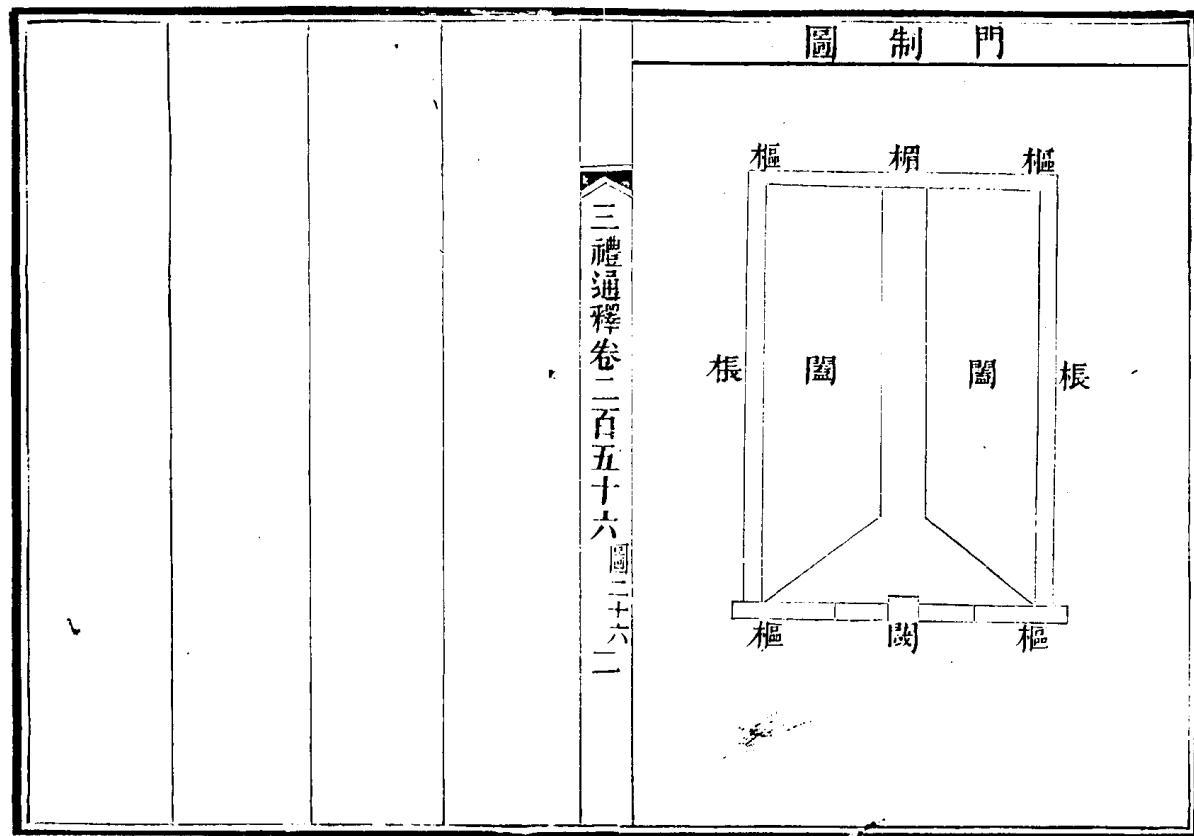 門制圖
樞 楣 樞
棖 闔 闔 棖
樞 閾 樞
三禮通釋卷二百五十六 圖二十六 二